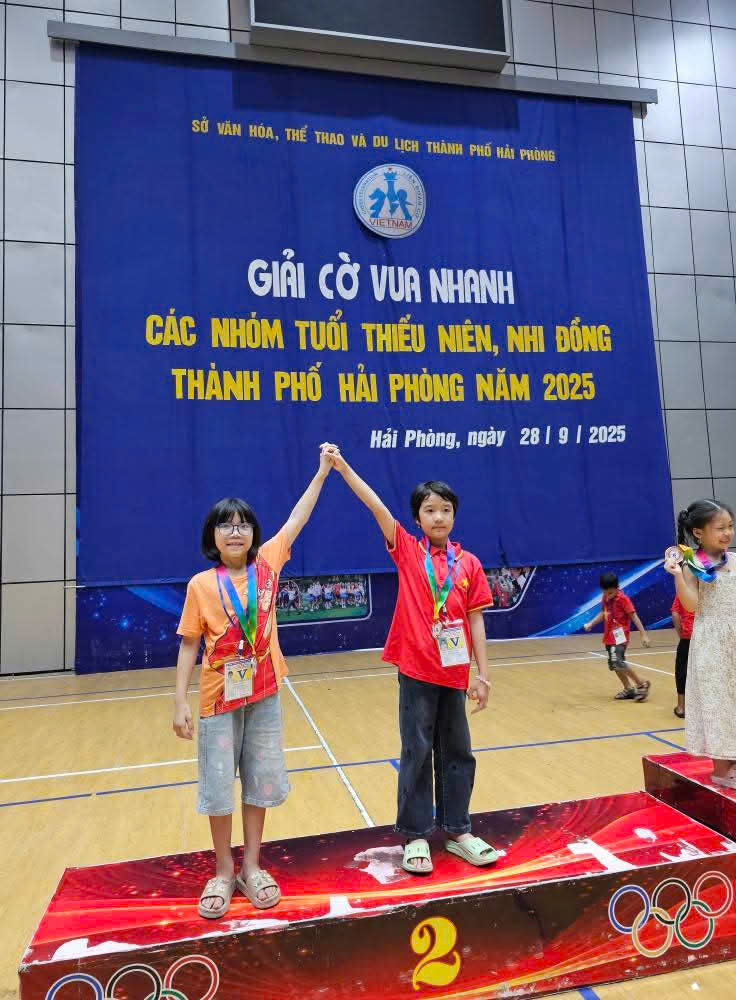 SỞ VĂN HÓA, THỂ THAO VÀ DU LỊCH THÀNH PHỐ HẢI PHÒNG
VIETNAM
GIẢI CỜ VUA NHANH
CÁC NHÓM TUỔI THIẾU NIÊN, NHI ĐỒNG
THÀNH PHỐ HẢI PHÒNG NĂM 2025
Hải Phòng, ngày 28 / 9 / 2025
V
V
2